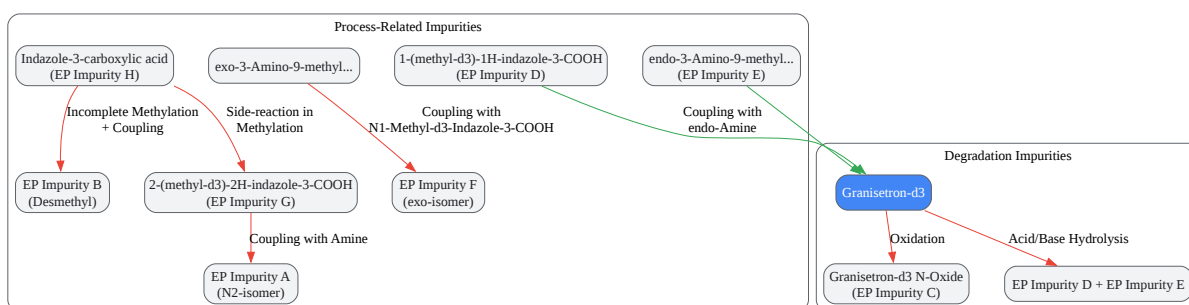 Process-Related Impurities
Indazole-3-carboxylic acid
(EP Impurity H)
exo-3-Amino-9-methyl...
1-(methyl-d3)-1H-indazole-3-COOH
(EP Impurity D)
endo-3-Amino-9-methyl...
(EP Impurity E)
Incomplete Methylation
+ Coupling
Side-reaction in
Methylation
Coupling with
N1-Methyl-d3-Indazole-3-COOH
Coupling with
endo-Amine
Degradation Impurities
EP Impurity B
(Desmethyl)
2-(methyl-d3)-2H-indazole-3-COOH
(EP Impurity G)
EP Impurity F
(exo-isomer)
Granisetron-d3
Coupling with Amine
Oxidation
Acid/Base Hydrolysis
EP Impurity A
(N2-isomer)
Granisetron-d3 N-Oxide
(EP Impurity C)
EP Impurity D + EP Impurity E